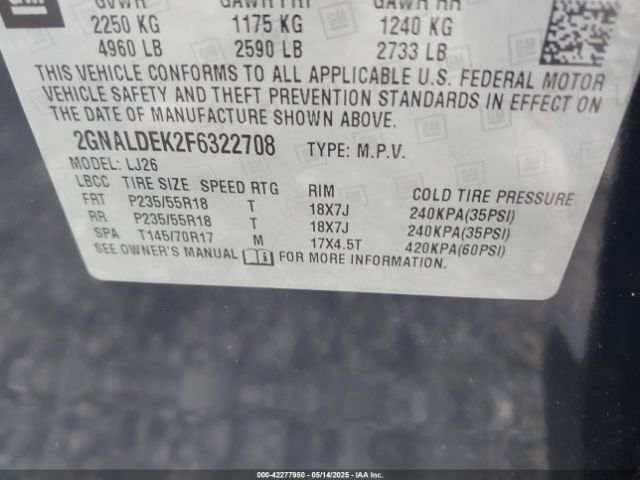 GM
GVWR GAWR FRT GAWR RR
2250 KG 1175 KG 1240 KG
4960 LB 2590 LB 2733 LB
THIS VEHICLE CONFORMS TO ALL APPLICABLE U.S. FEDERAL MOTOR
VEHICLE SAFETY AND THEFT PREVENTION STANDARDS IN EFFECT ON
THE DATE OF MANUFACTURE SHOWN ABOVE.
2GNALDEK2F6322708 TYPE: M.P.V.
MODEL: LJ26
LBCC TIRE SIZE SPEED RTG RIM COLD TIRE PRESSURE
FRT P235/55R18 T 18X7J 240KPA(35PSI)
RR P235/55R18 T 18X7J 240KPA(35PSI)
SPA T145/70R17 M 17X4.5T 420KPA(60PSI)
SEE OWNER'S MANUAL FOR MORE INFORMATION.
000-42277950 - 05/14/2025 - IAAI.COM